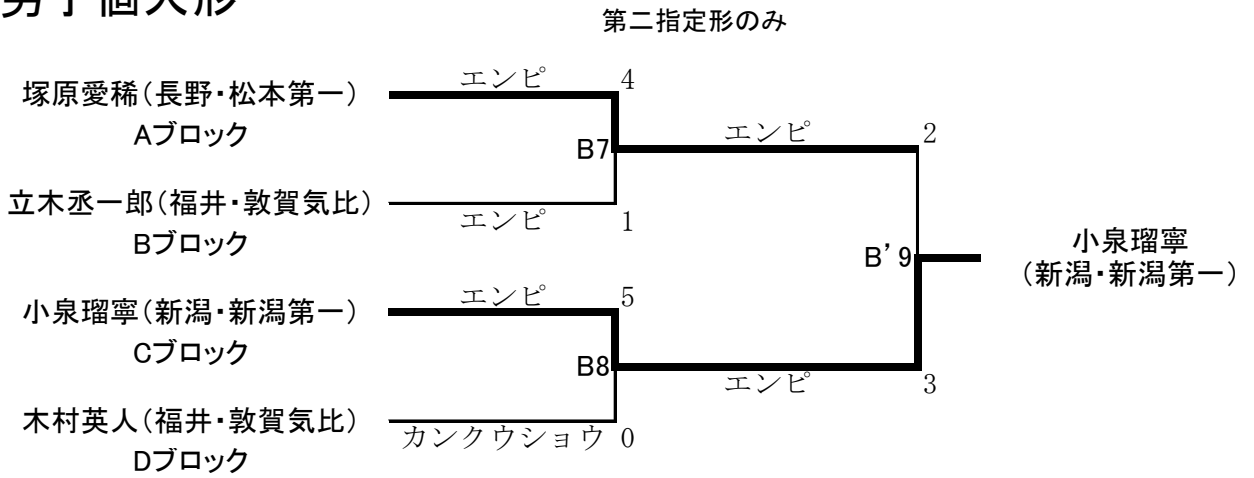 男子個人形
第二指定形のみ
塚原愛稀(長野・松本第一)
Aブロック
エンピ
4
立木丞一郎(福井・敦賀気比)
Bブロック
エンピ
1
B7
エンピ
2
小泉瑠寧(新潟・新潟第一)
Cブロック
エンピ
5
木村英人(福井・敦賀気比)
Dブロック
カンクウショウ
0
B8
エンピ
3
B’9
小泉瑠寧
(新潟・新潟第一)